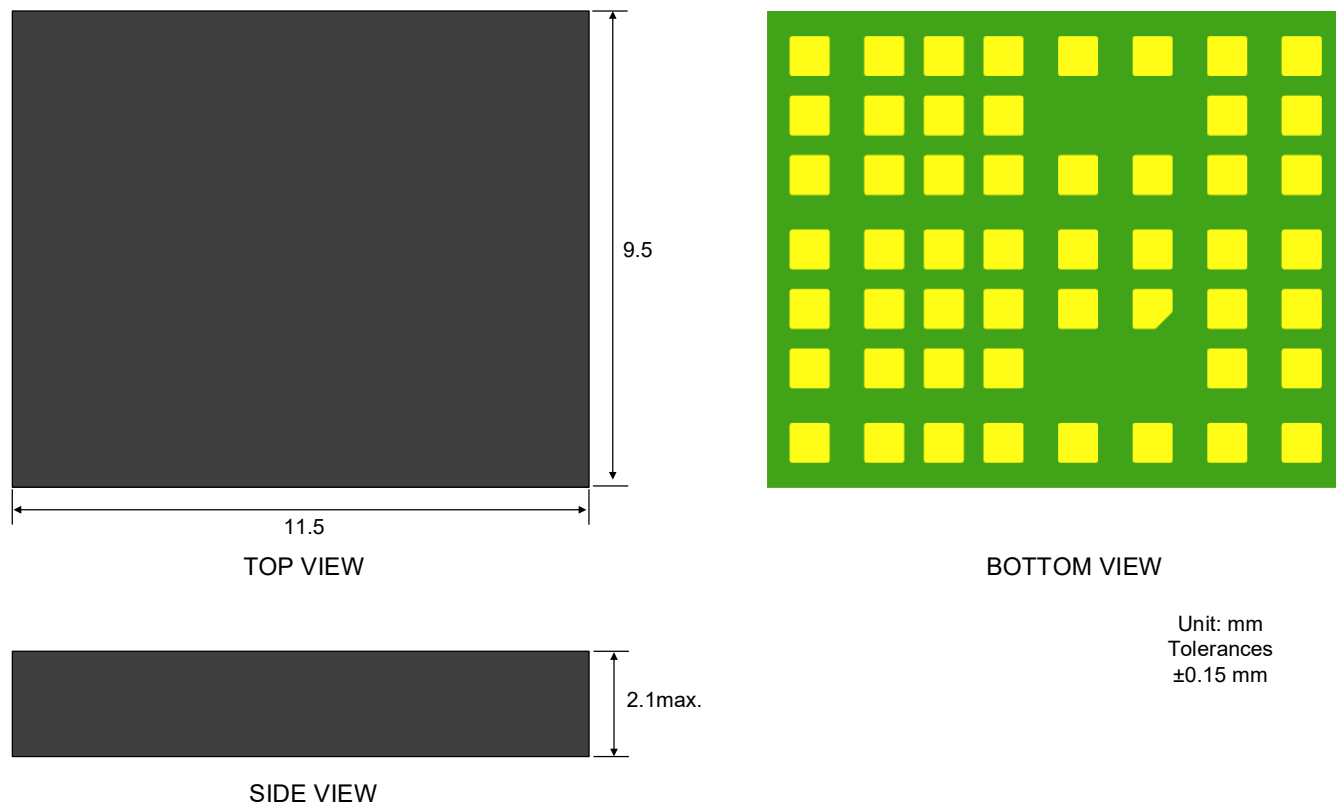 9.5
11.5
TOP VIEW
BOTTOM VIEW
Unit: mm
Tolerances
±0.15 mm
2.1max.
SIDE VIEW